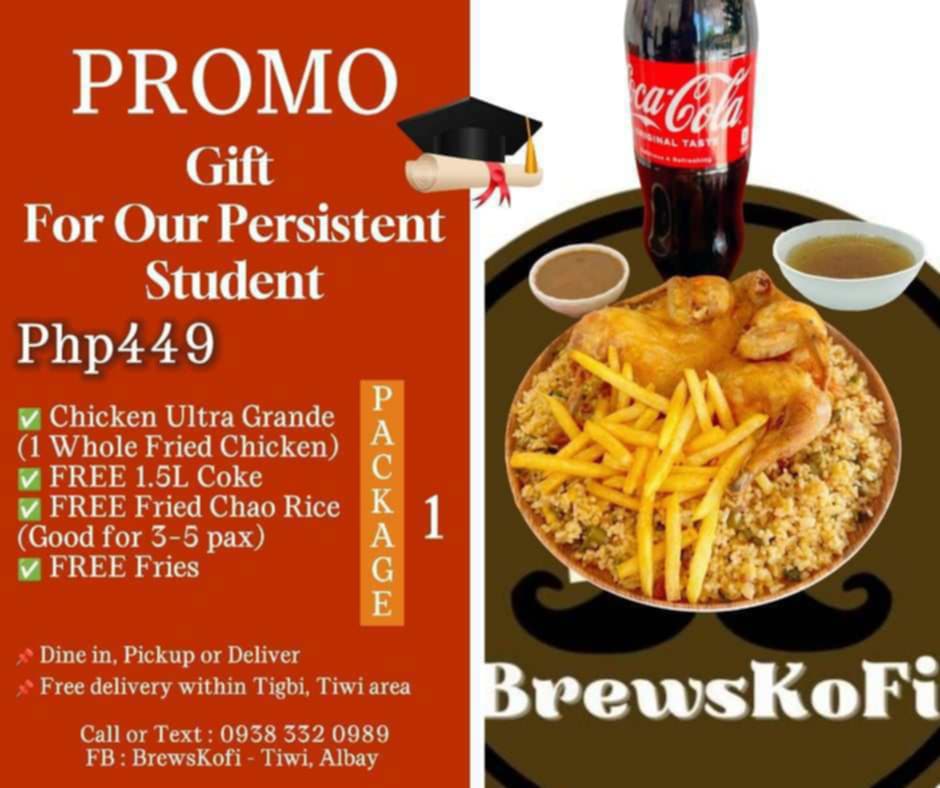 PROMO
Gift
For Our Persistent
Student
Php449
✅ Chicken Ultra Grande
(1 Whole Fried Chicken)
✅ FREE 1.5L Coke
✅ FREE Fried Chao Rice
(Good for 3-5 pax)
✅ FREE Fries
PACKAGE
1
📌 Dine in, Pickup or Deliver
📌 Free delivery within Tigbi, Tiwi area
Call or Text : 0938 332 0989
FB : BrewsKofi - Tiwi, Albay
Coca-Cola
ORIGINAL TASTE
Delicious & Refreshing
BrewsKoFi